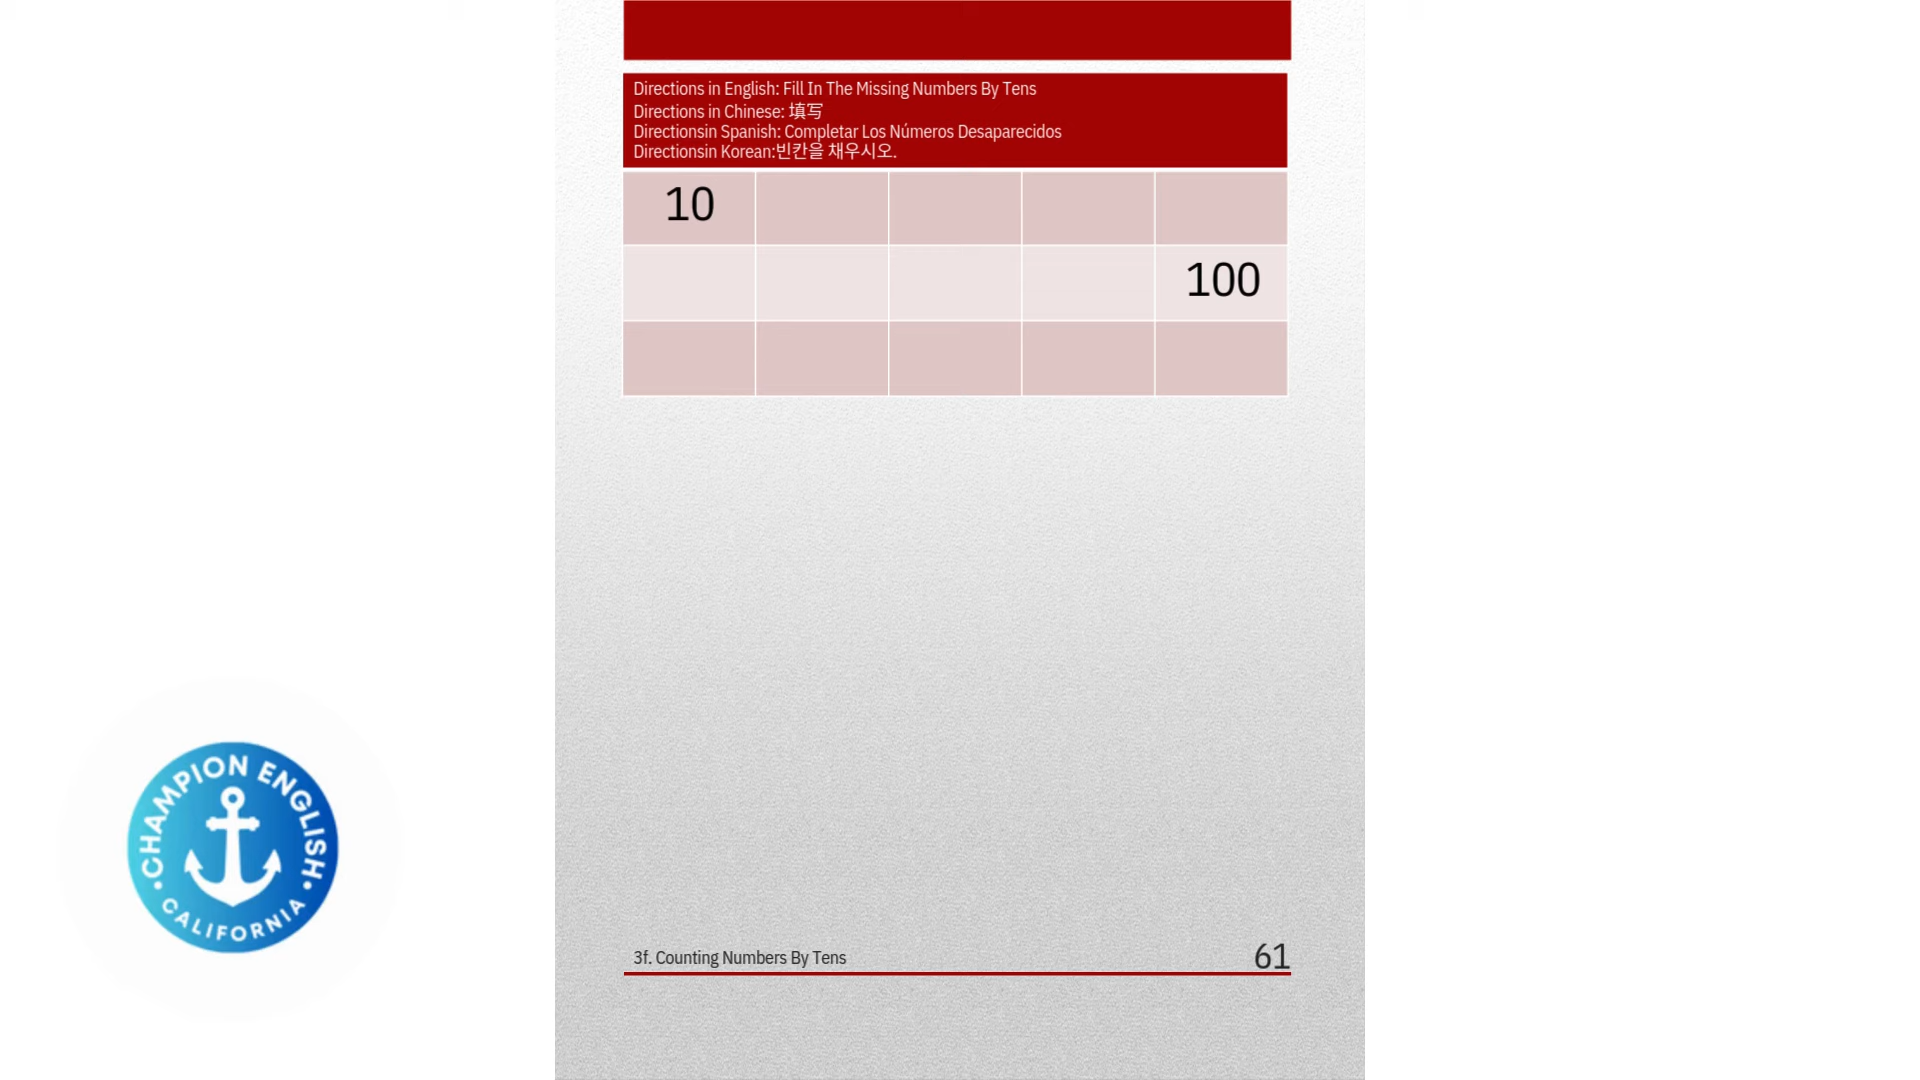 Directions in English: Fill In The Missing Numbers By Tens
Directions in Chinese: 填写
Directionsin Spanish: Completar Los Números Desaparecidos
Directionsin Korean:빈칸을 채우시오.
10
100
CHAMPION ENGLISH
CALIFORNIA
3f. Counting Numbers By Tens
61